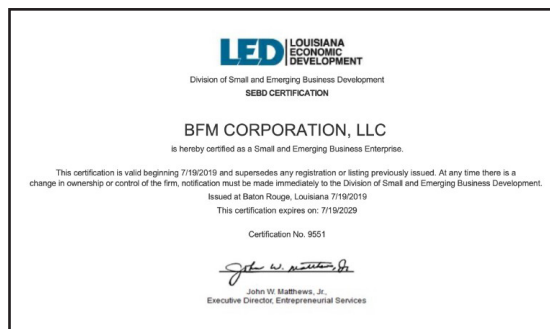 LED LOUISIANA
ECONOMIC
DEVELOPMENT
Division of Small and Emerging Business Development
SEBD CERTIFICATION
BFM CORPORATION, LLC
is hereby certified as a Small and Emerging Business Enterprise.
This certification is valid beginning 7/19/2019 and supersedes any registration or listing previously issued. At any time there is a
change in ownership or control of the firm, notification must be made immediately to the Division of Small and Emerging Business Development.
Issued at Baton Rouge, Louisiana 7/19/2019
This certification expires on: 7/19/2029
Certification No. 9551
John W. Matthews, Jr
John W. Matthews, Jr.,
Executive Director, Entrepreneurial Services